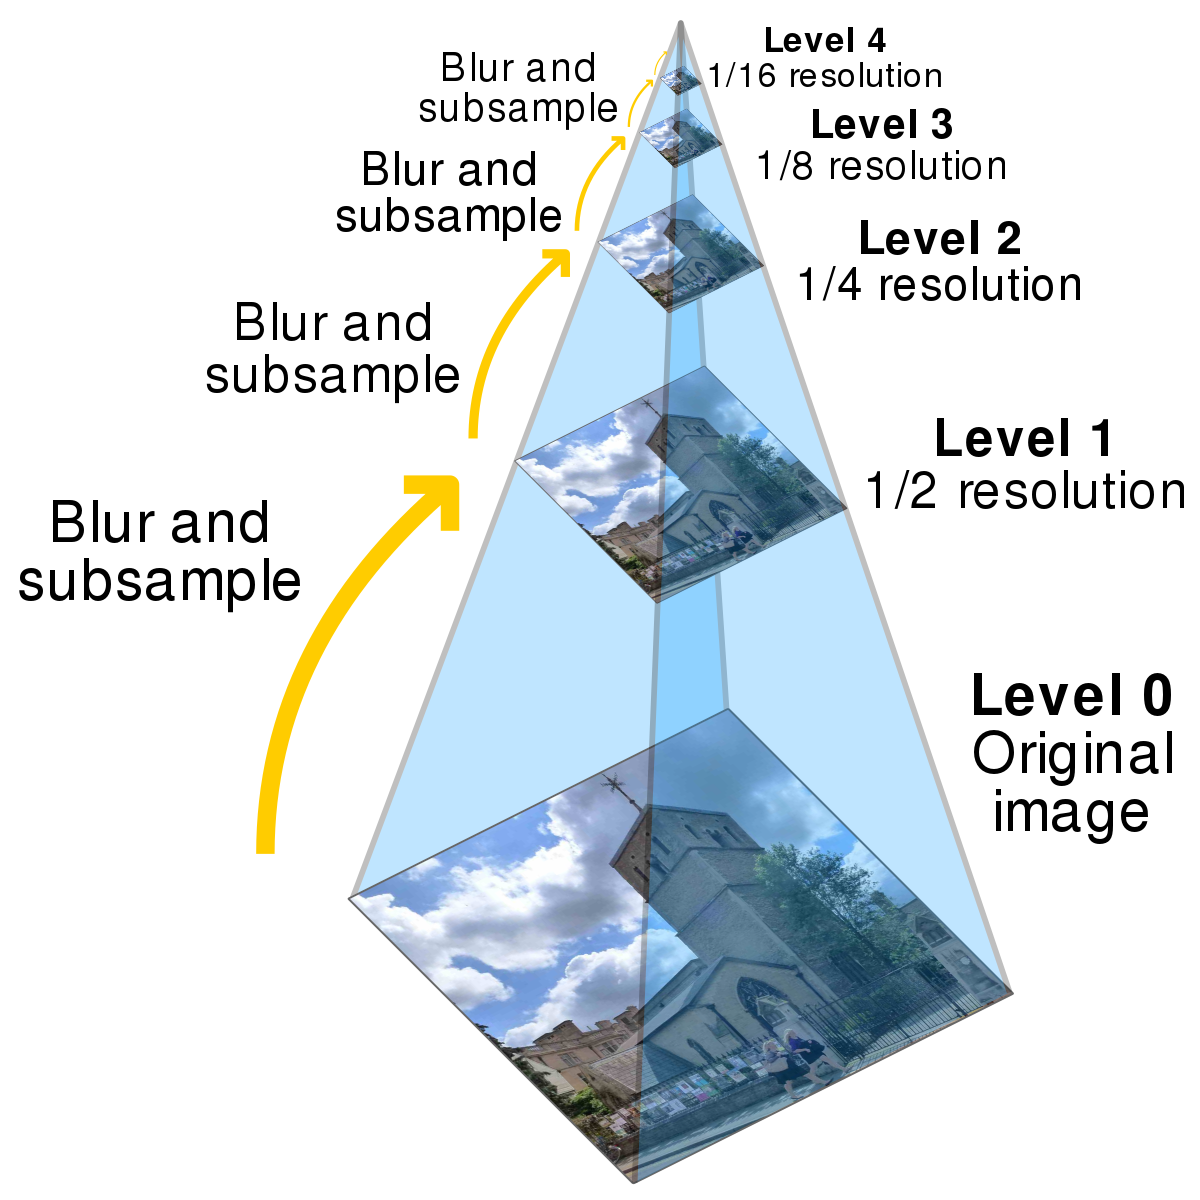 Level 4
1/16 resolution
Blur and
subsample
Level 3
1/8 resolution
Blur and
subsample
Level 2
1/4 resolution
Blur and
subsample
Level 1
1/2 resolution
Blur and
subsample
Level 0
Original
image